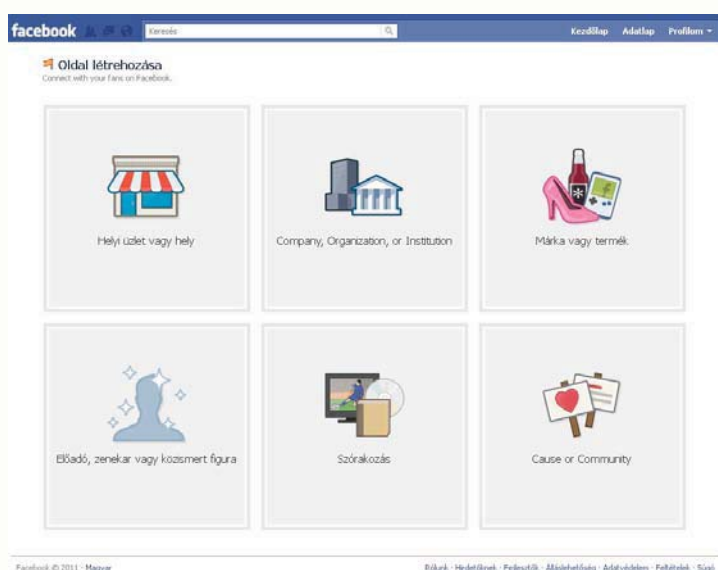 facebook Keresés Kezdőlap Adatlap Profilom
Oldal létrehozása
Connect with your fans on Facebook.
Helyi üzlet vagy hely
Company, Organization, or Institution
Márka vagy termék
Előadó, zenekar vagy közismert figura
Szórakozás
Cause or Community
Facebook © 2011 · Magyar
Rólunk · Hirdetőknek · Fejlesztők · Álláslehetőség · Adatvédelem · Feltételek · Súgó